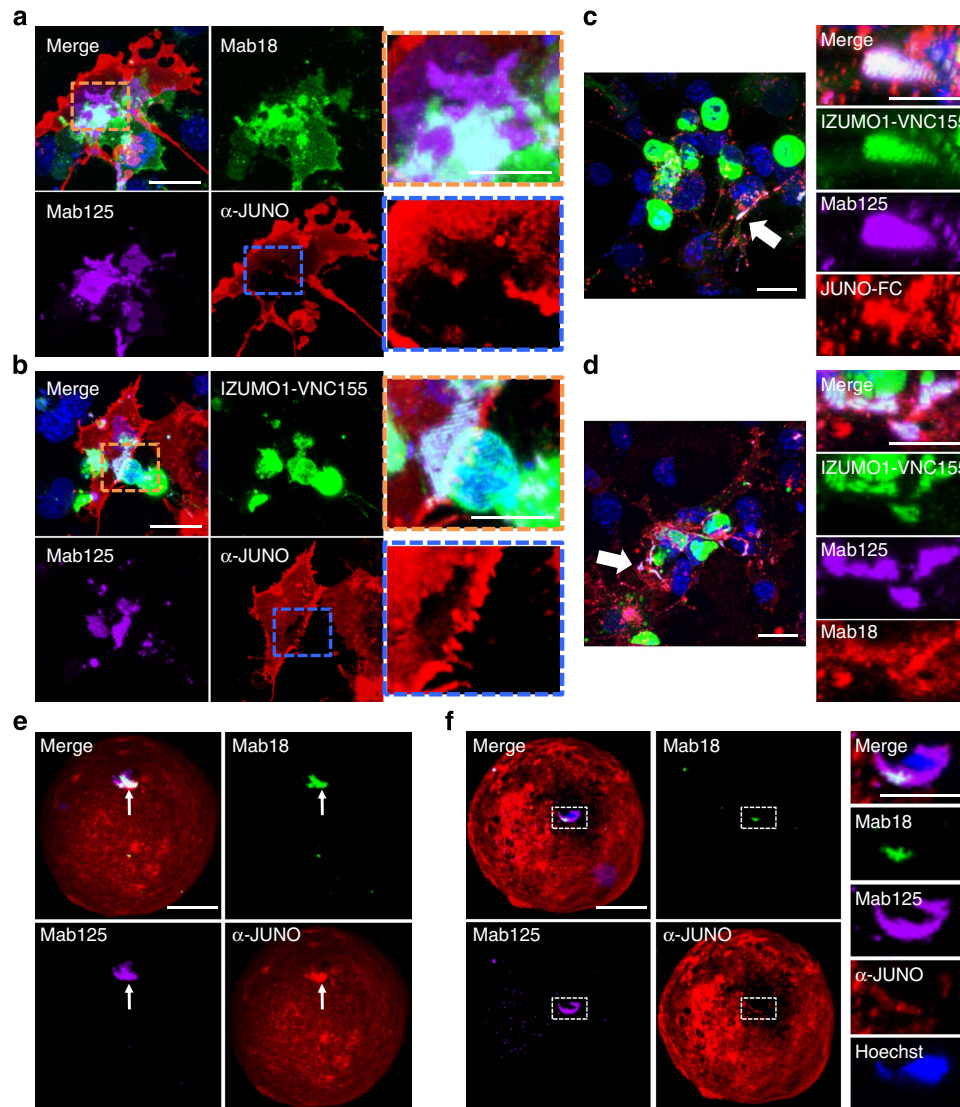 a
Merge
Mab18
Mab125
α-JUNO
b
Merge
IZUMO1-VNC155
Mab125
α-JUNO
c
Merge
IZUMO1-VNC155
Mab125
JUNO-FC
d
Merge
IZUMO1-VNC155
Mab125
Mab18
e
Merge
Mab18
Mab125
α-JUNO
f
Merge
Mab18
Mab125
α-JUNO
Merge
Mab18
Mab125
α-JUNO
Hoechst